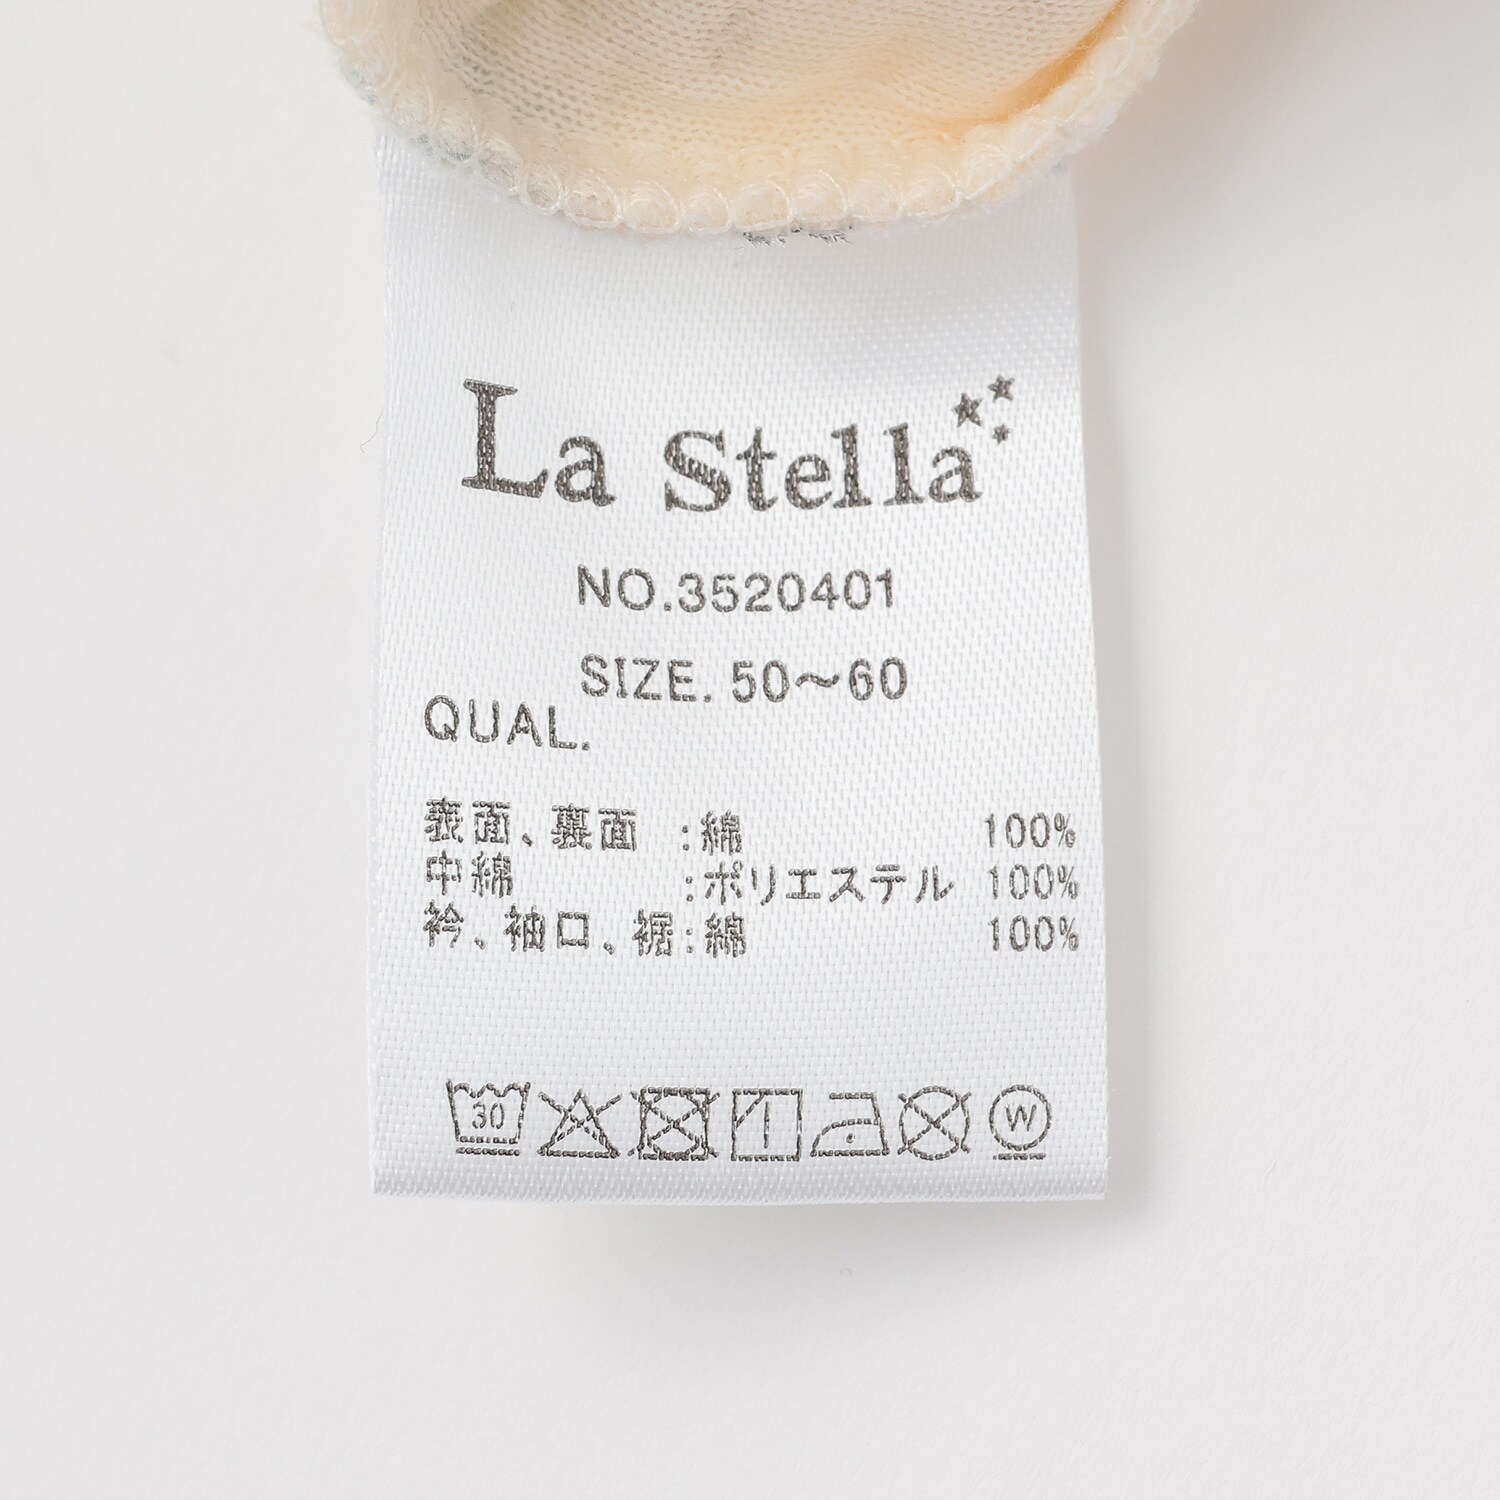 La Stella
NO.3520401
SIZE. 50～60
QUAL.
表面、裏面 :綿 100%
中綿 :ポリエステル 100%
衿、袖口、裾:綿 100%
30
W